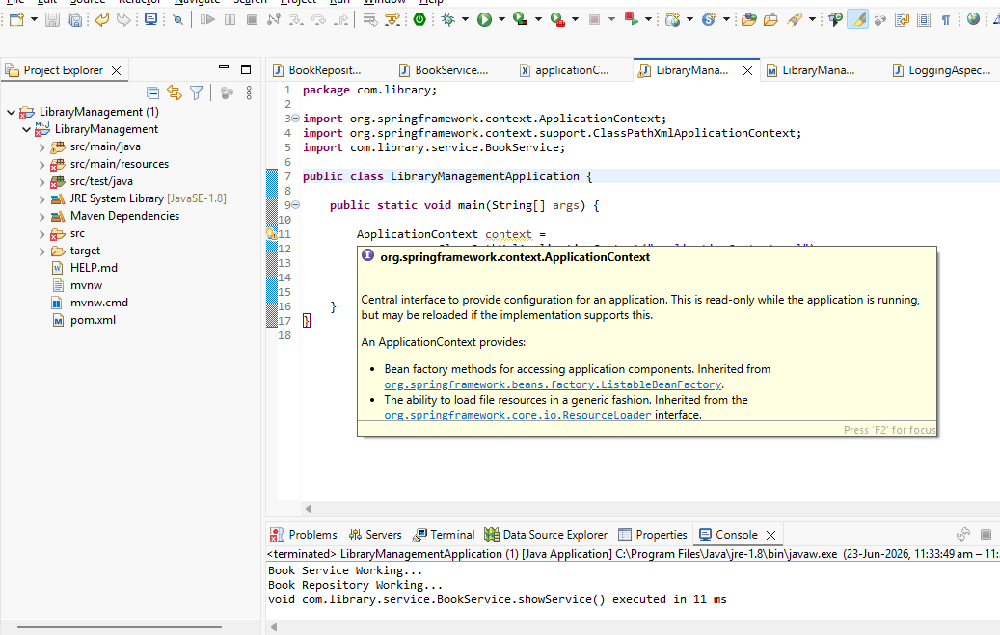 File Edit Source Refactor Navigate Search Project Run Window Help
Project Explorer
LibraryManagement (1)
LibraryManagement
src/main/java
src/main/resources
src/test/java
JRE System Library [JavaSE-1.8]
Maven Dependencies
src
target
HELP.md
mvnw
mvnw.cmd
pom.xml
BookReposit... BookService.... applicationC... LibraryMana... LibraryMana... LoggingAspec...
1 package com.library;
2
3 import org.springframework.context.ApplicationContext;
4 import org.springframework.context.support.ClassPathXmlApplicationContext;
5 import com.library.service.BookService;
6
7 public class LibraryManagementApplication {
8
9 public static void main(String[] args) {
10
11 ApplicationContext context =
12
13
14
15
16 }
17 }
18
org.springframework.context.ApplicationContext
Central interface to provide configuration for an application. This is read-only while the application is running,
but may be reloaded if the implementation supports this.
An ApplicationContext provides:
• Bean factory methods for accessing application components. Inherited from
org.springframework.beans.factory.ListableBeanFactory.
• The ability to load file resources in a generic fashion. Inherited from the
org.springframework.core.io.ResourceLoader interface.
Press 'F2' for focus
Problems Servers Terminal Data Source Explorer Properties Console
<terminated> LibraryManagementApplication (1) [Java Application] C:\Program Files\Java\jre-1.8\bin\javaw.exe (23-Jun-2026, 11:33:49 am – 11:
Book Service Working...
Book Repository Working...
void com.library.service.BookService.showService() executed in 11 ms